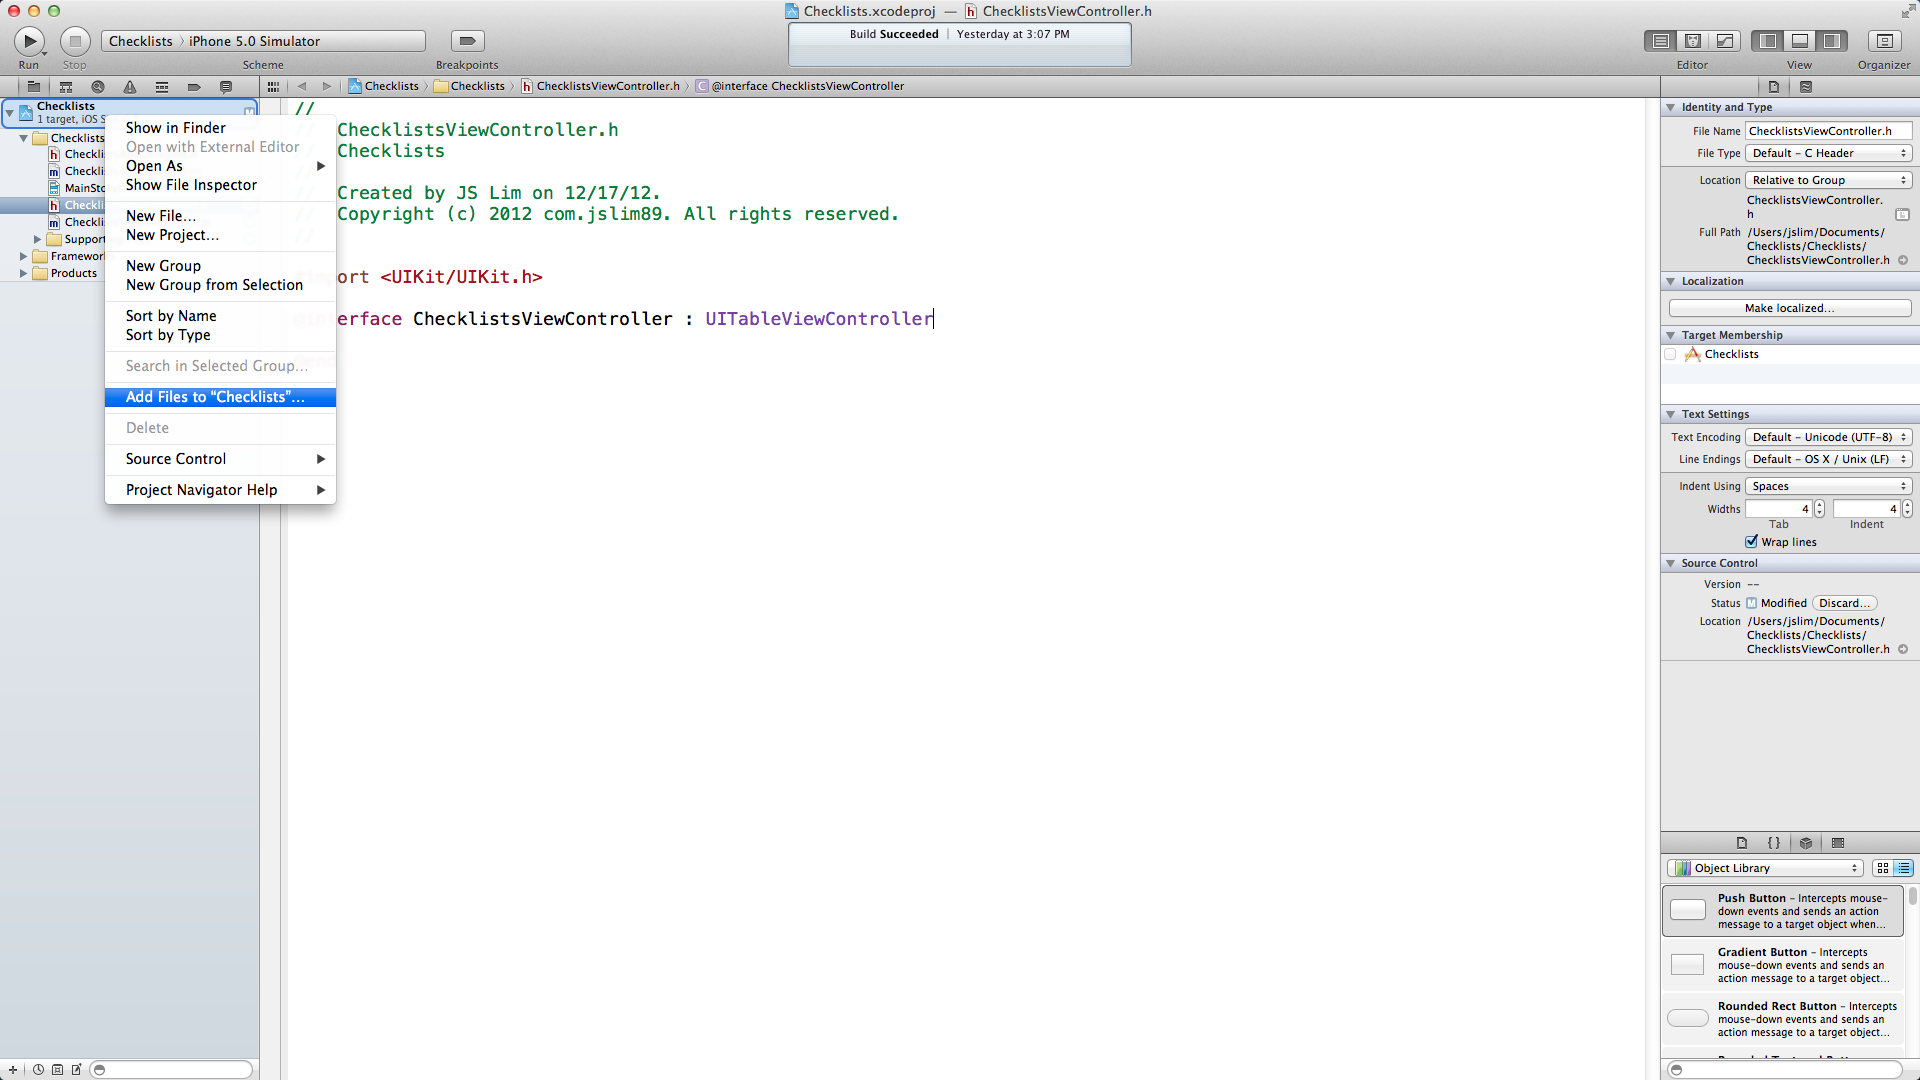 Checklists.xcodeproj — ChecklistsViewController.h
Run
Stop
Checklists 〉 iPhone 5.0 Simulator
Scheme
Breakpoints
Build Succeeded | Yesterday at 3:07 PM
Editor
View
Organizer
Checklists 〉 Checklists 〉 ChecklistsViewController.h 〉 @interface ChecklistsViewController
Checklists
1 target, iOS S
Checklists
Checkli
Checkli
MainSto
Checkli
Checkli
Support
Framework
Products
Show in Finder
Open with External Editor
Open As
Show File Inspector
New File...
New Project...
New Group
New Group from Selection
Sort by Name
Sort by Type
Search in Selected Group...
Add Files to "Checklists"...
Delete
Source Control
Project Navigator Help
//
ChecklistsViewController.h
Checklists
Created by JS Lim on 12/17/12.
Copyright (c) 2012 com.jslim89. All rights reserved.
//
#import <UIKit/UIKit.h>
@interface ChecklistsViewController : UITableViewController
Identity and Type
File Name ChecklistsViewController.h
File Type Default - C Header
Location Relative to Group
ChecklistsViewController.
h
Full Path /Users/jslim/Documents/
Checklists/Checklists/
ChecklistsViewController.h
Localization
Make localized...
Target Membership
Checklists
Text Settings
Text Encoding Default - Unicode (UTF-8)
Line Endings Default - OS X / Unix (LF)
Indent Using Spaces
Widths 4 4
Tab Indent
Wrap lines
Source Control
Version --
Status M Modified Discard...
Location /Users/jslim/Documents/
Checklists/Checklists/
ChecklistsViewController.h
{ }
Object Library
Push Button - Intercepts mouse-
down events and sends an action
message to a target object when...
Gradient Button - Intercepts
mouse-down events and sends an
action message to a target object...
Rounded Rect Button - Intercepts
mouse-down events and sends an
action message to a target object...